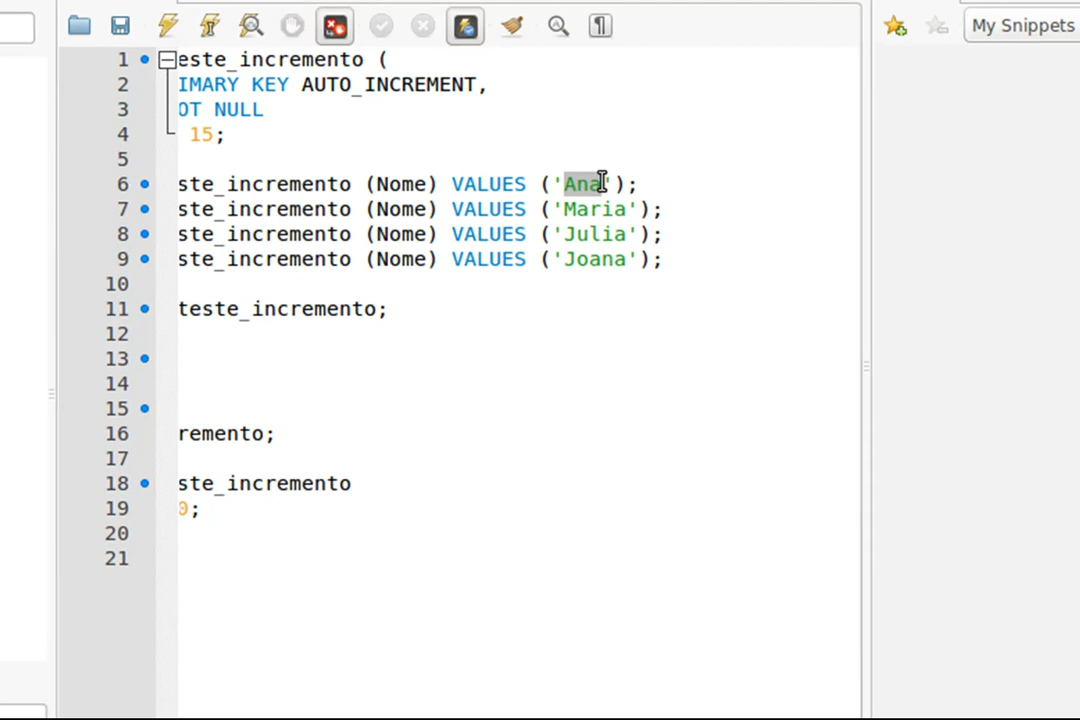 My Snippets
1 este_incremento (
2 IMARY KEY AUTO_INCREMENT,
3 OT NULL
4 15;
5
6 ste_incremento (Nome) VALUES ('Ana');
7 ste_incremento (Nome) VALUES ('Maria');
8 ste_incremento (Nome) VALUES ('Julia');
9 ste_incremento (Nome) VALUES ('Joana');
10
11 teste_incremento;
12
13
14
15
16 remento;
17
18 ste_incremento
19 0;
20
21